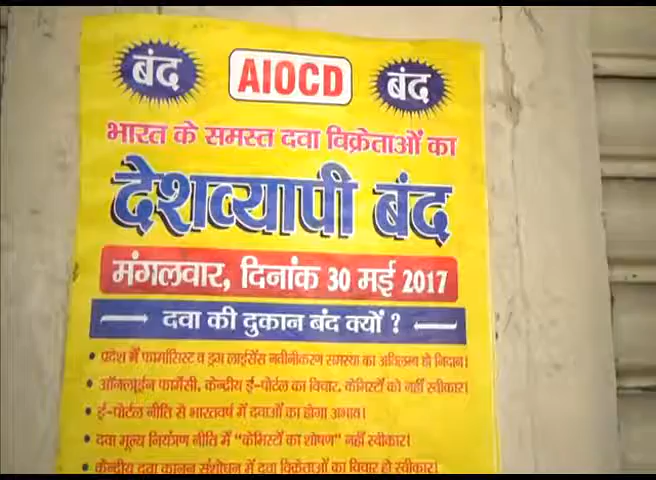 बंद AIOCD बंद
भारत के समस्त दवा विक्रेताओं का
देशव्यापी बंद
मंगलवार, दिनांक 30 मई 2017
दवा की दुकान बंद क्यों ?
• प्रदेश में फार्मासिस्ट व ड्रग लाइसेंस नवीनीकरण समस्या का अविलम्ब हो निदान।
• ऑनलाईन फार्मेसी, केन्द्रीय ई-पोर्टल का विचार, केमिस्टों को नहीं स्वीकार।
• ई-पोर्टल नीति से भारतवर्ष में दवाओं का होगा अभाव।
• दवा मूल्य नियंत्रण नीति में "केमिस्टों का शोषण" नहीं स्वीकार।
• केन्द्रीय दवा कानून संशोधन में दवा विक्रेताओं का विचार हो स्वीकार।